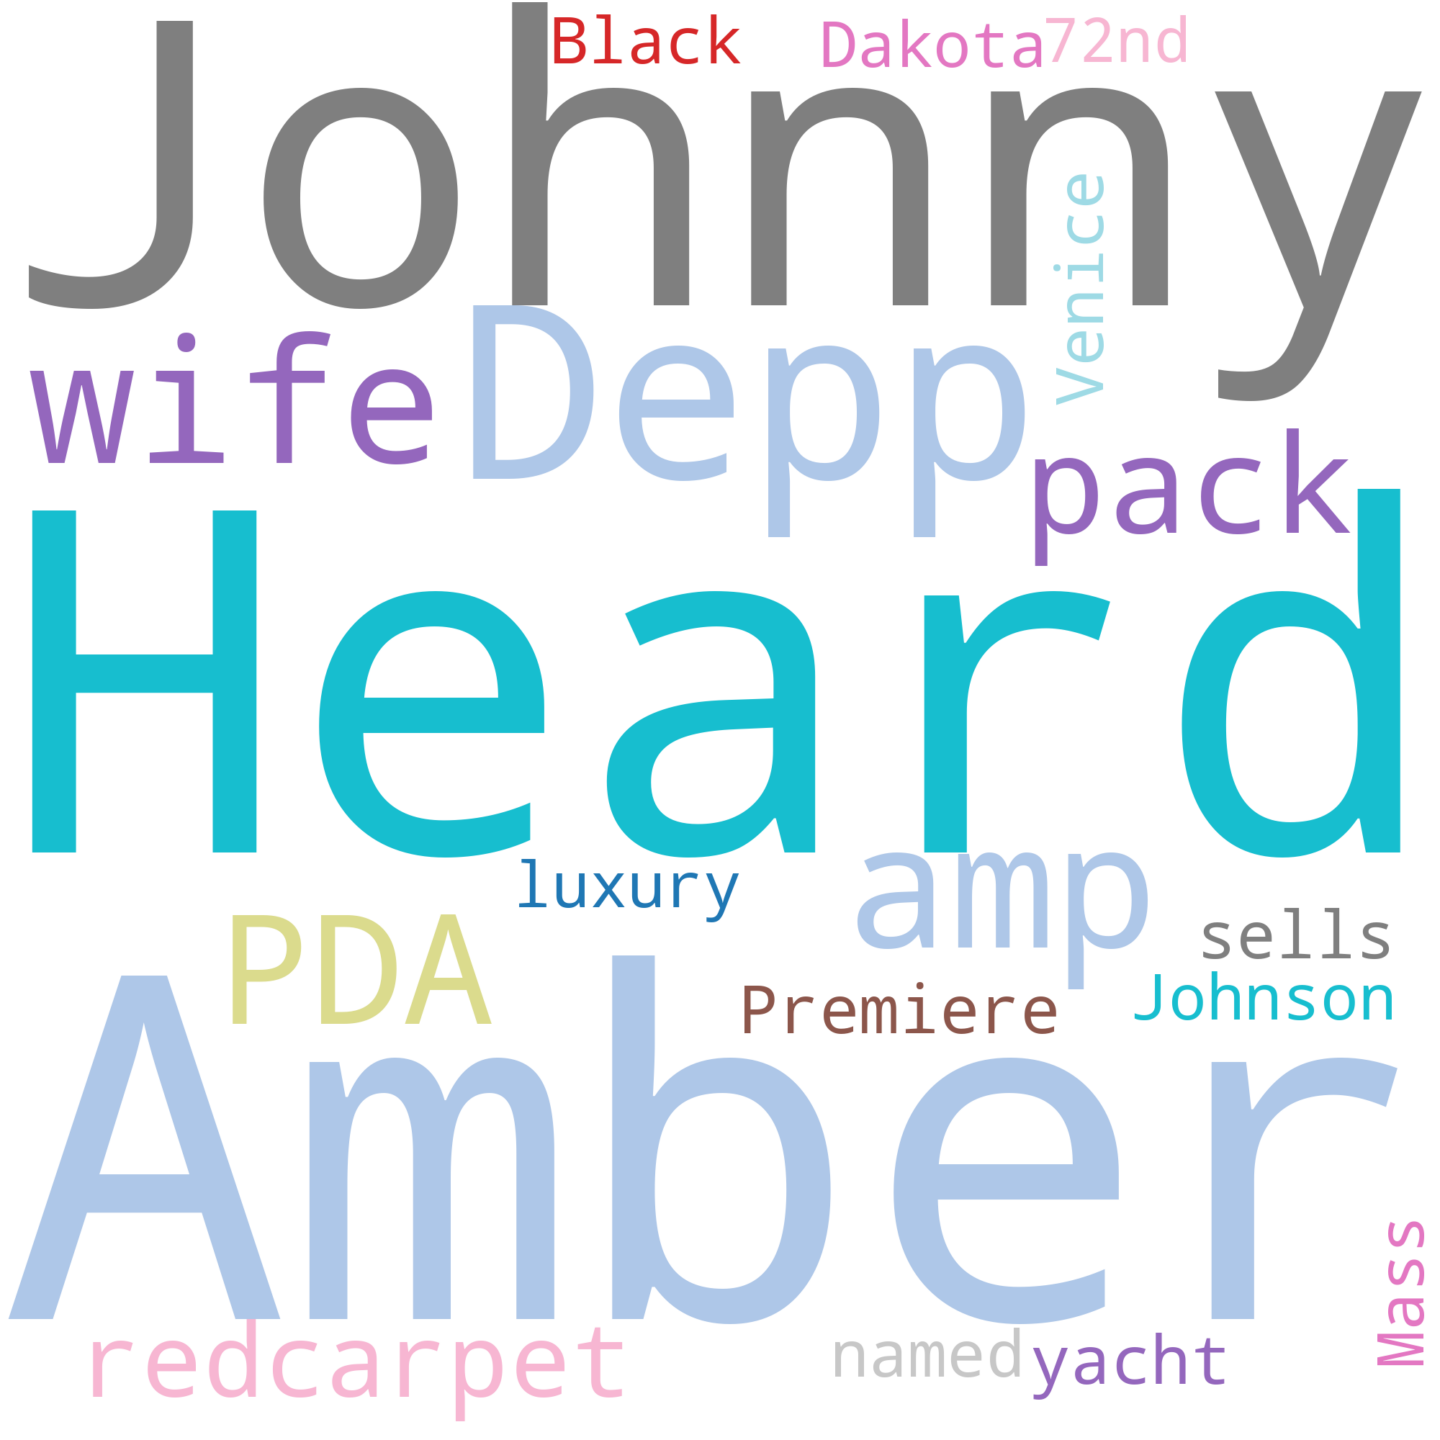 Black Dakota 72nd
Johnny
Venice
wife Depp
pack
Heard
luxury amp
PDA sells
Premiere Johnson
Amber
Mass
redcarpet named yacht